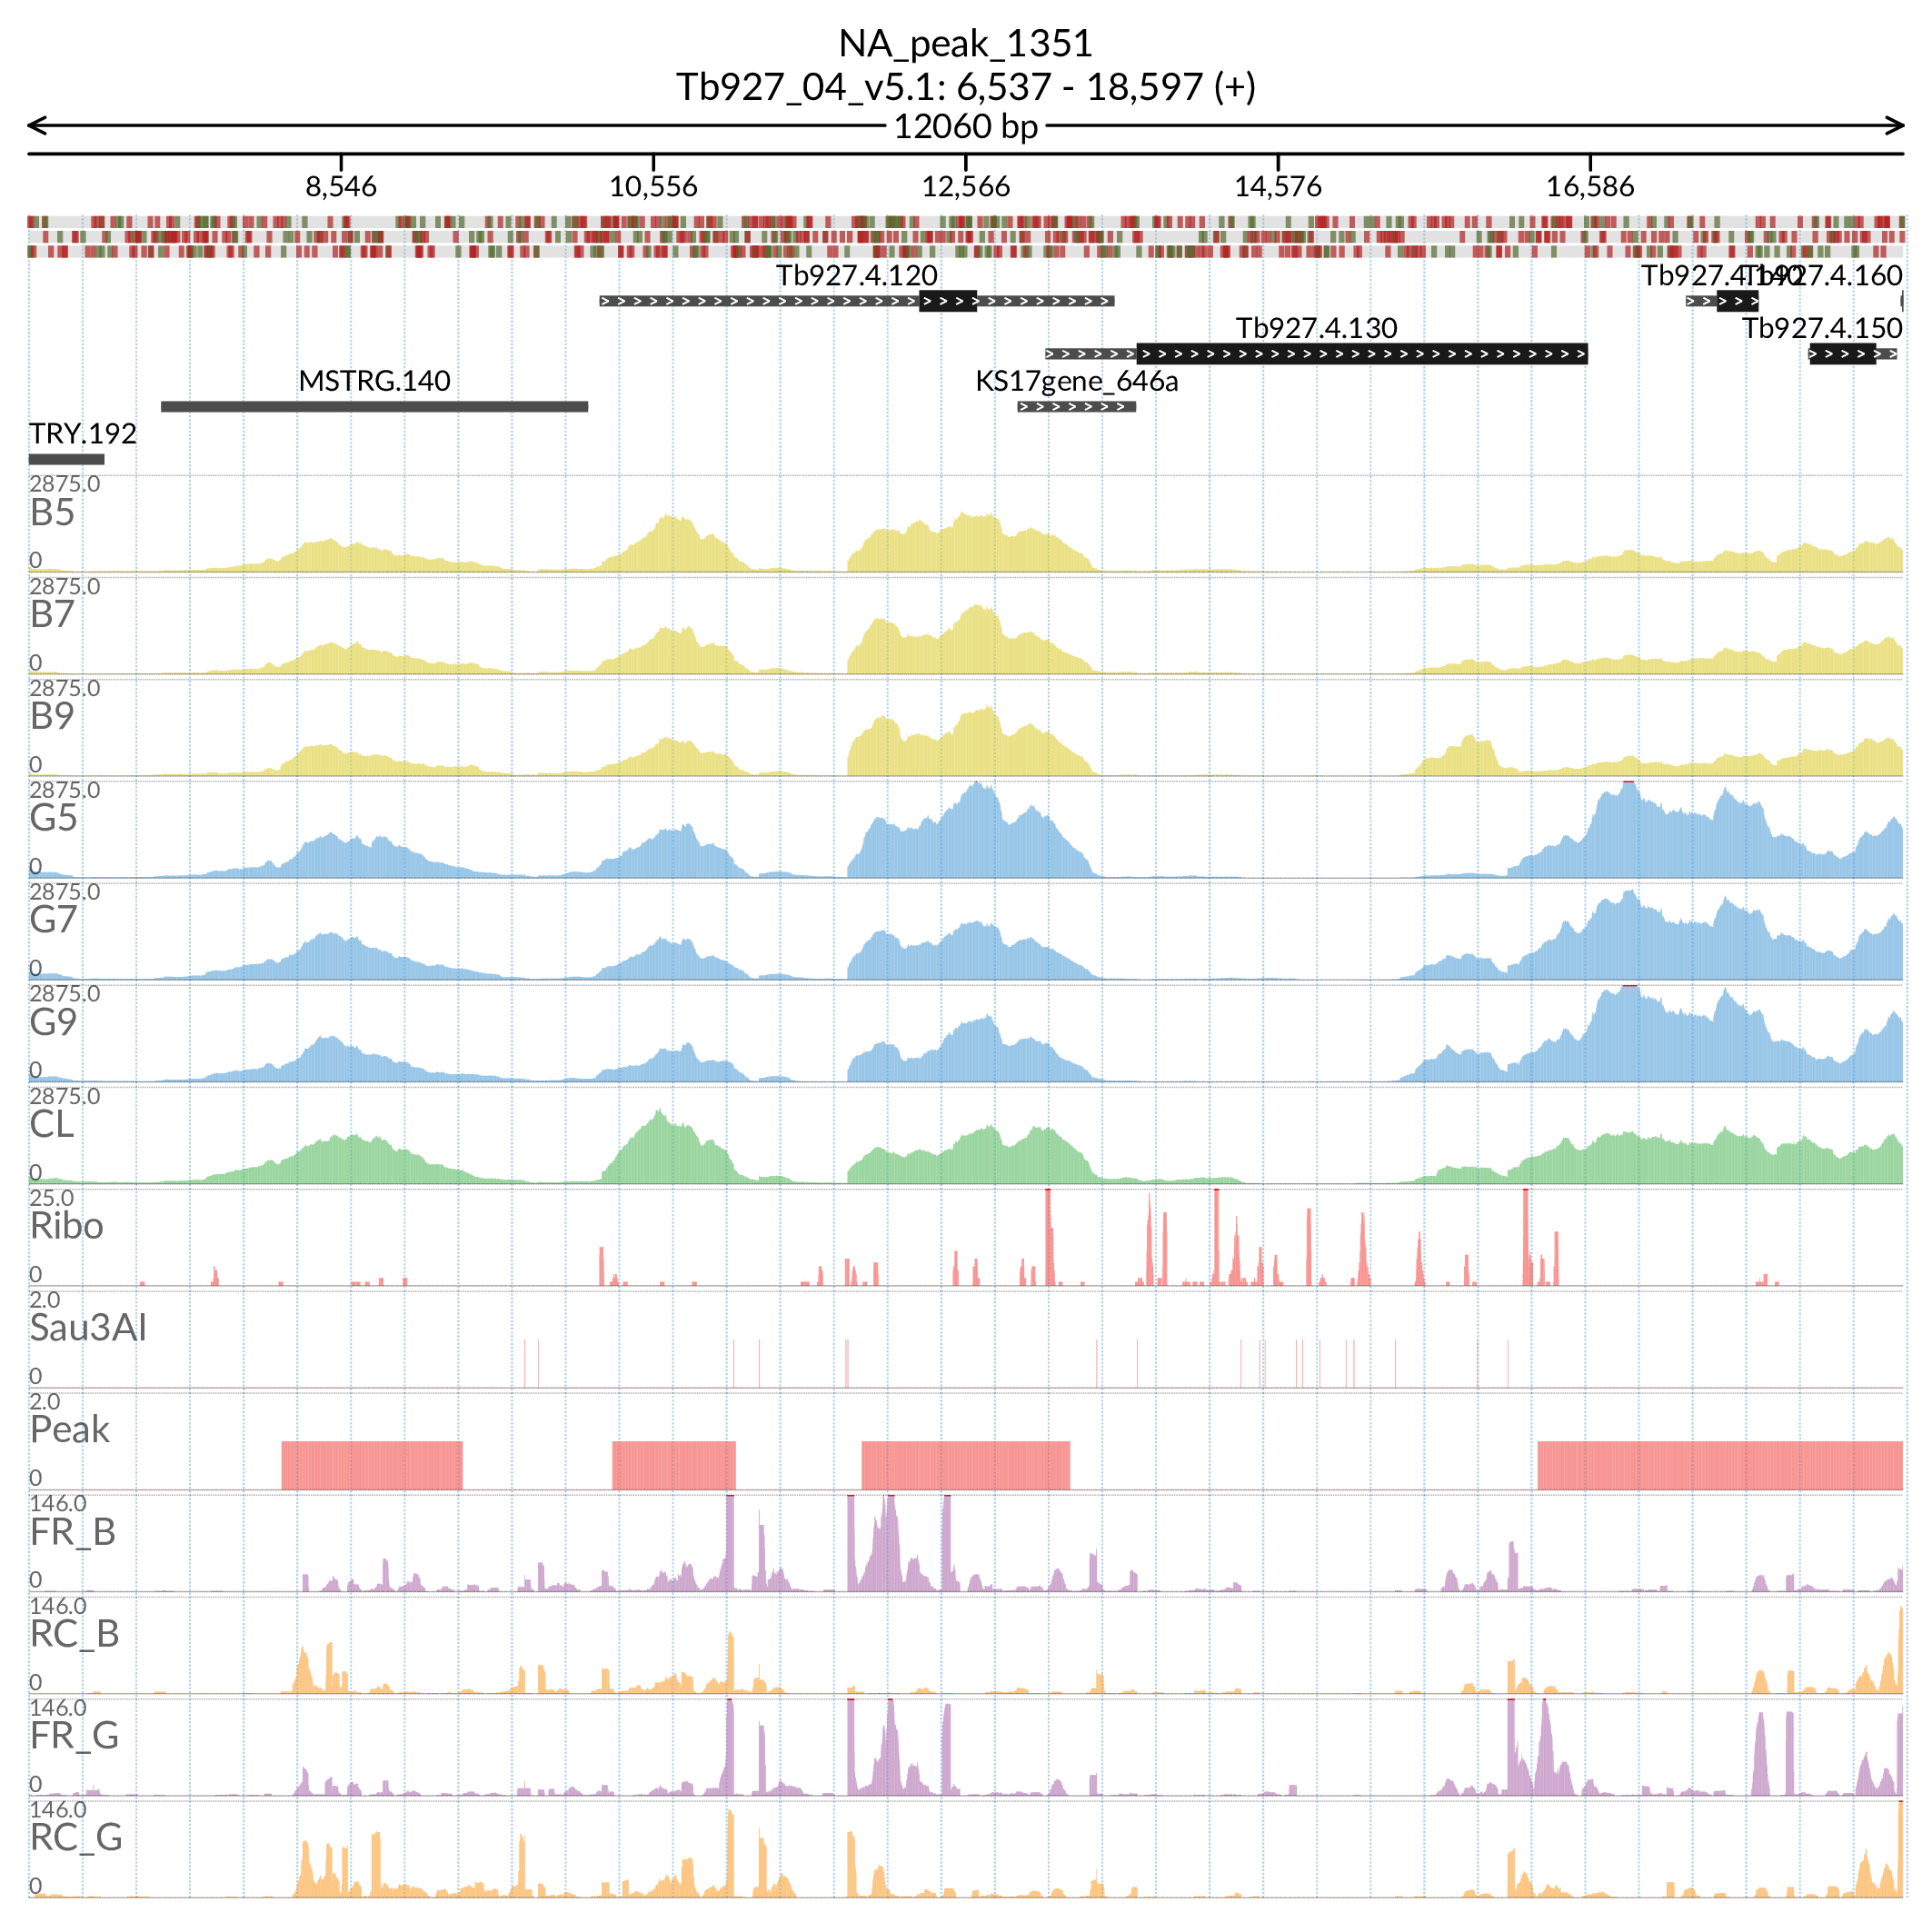 NA_peak_1351
Tb927_04_v5.1: 6,537 - 18,597 (+)
12060 bp
8,546 10,556 12,566 14,576 16,586
Tb927.4.120 Tb927.4.140 Tb927.4.160
Tb927.4.130 Tb927.4.150
MSTRG.140 KS17gene_646a
TRY.192
2875.0
B5
0
2875.0
B7
0
2875.0
B9
0
2875.0
G5
0
2875.0
G7
0
2875.0
G9
0
2875.0
CL
0
25.0
Ribo
0
2.0
Sau3AI
0
2.0
Peak
0
146.0
FR_B
0
146.0
RC_B
0
146.0
FR_G
0
146.0
RC_G
0